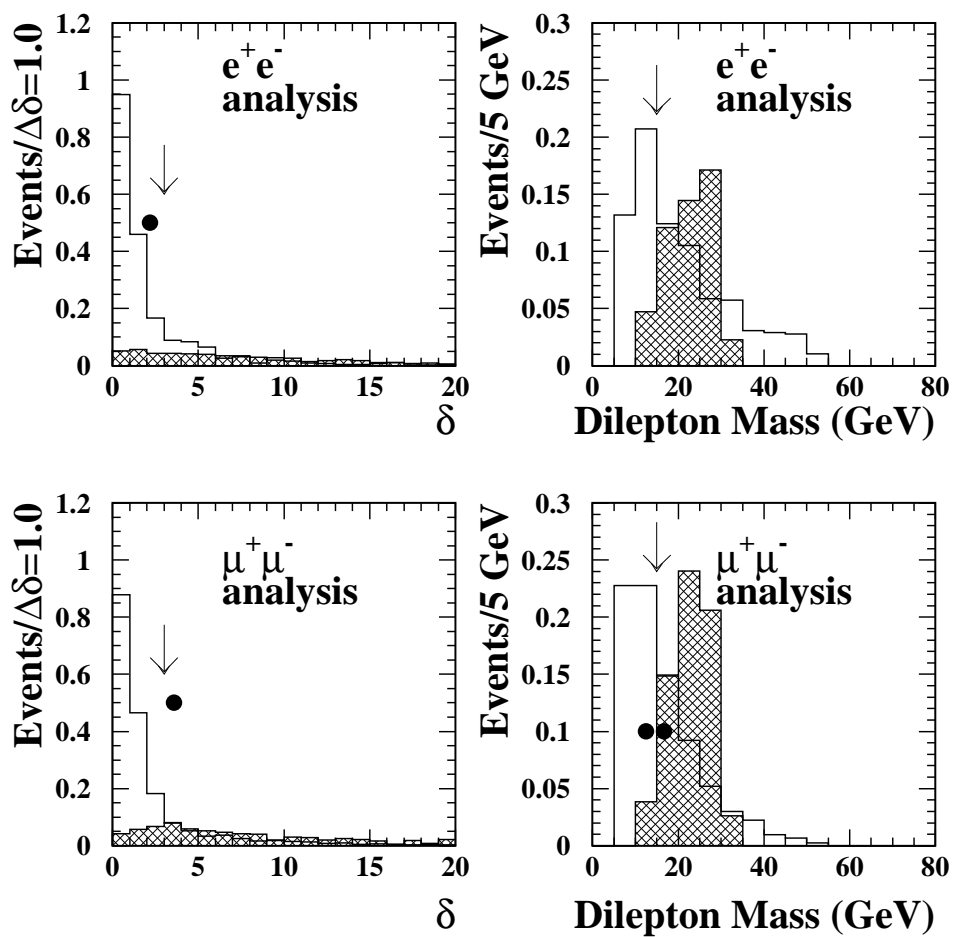 Events/Δδ=1.0
1.2
1
0.8
0.6
0.4
0.2
0
0 5 10 15 20
δ
e+e-
analysis
Events/5 GeV
0.3
0.25
0.2
0.15
0.1
0.05
0
0 20 40 60 80
Dilepton Mass (GeV)
e+e-
analysis
Events/Δδ=1.0
1.2
1
0.8
0.6
0.4
0.2
0
0 5 10 15 20
δ
μ+μ-
analysis
Events/5 GeV
0.3
0.25
0.2
0.15
0.1
0.05
0
0 20 40 60 80
Dilepton Mass (GeV)
μ+μ-
analysis